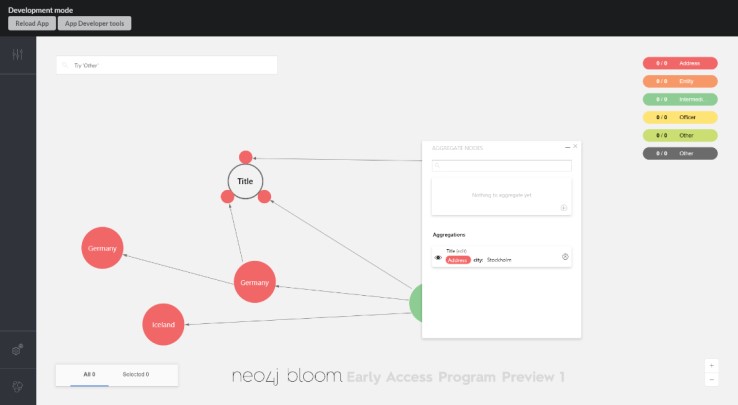 Development mode
Reload App
App Developer tools
Try 'Other'
0 / 0 Address
0 / 0 Entity
0 / 0 Intermedi.
0 / 0 Officer
0 / 0 Other
0 / 0 Other
AGGREGATE NODES
Nothing to aggregate yet
Aggregations
Title (edit)
Address city: Stockholm
Title
Germany
Germany
Iceland
All 0
Selected 0
neo4j bloom Early Access Program Preview 1